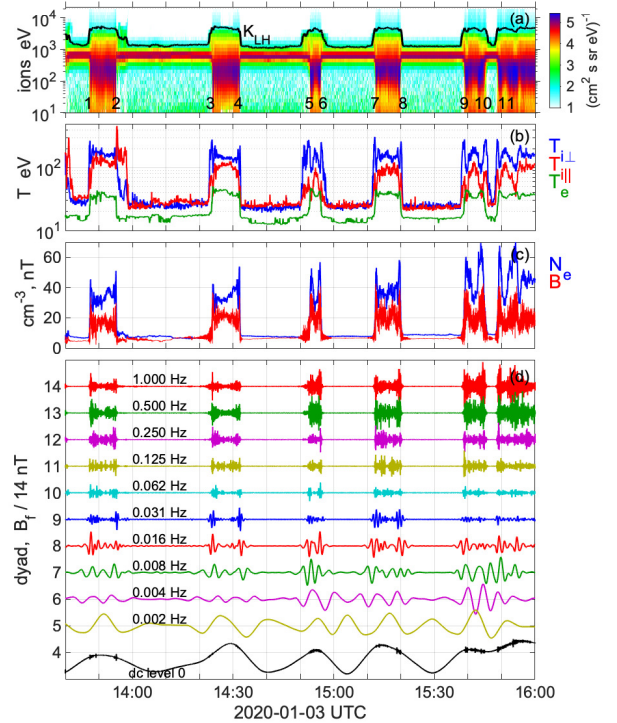 10⁴ (a)
K_LH
10³
10²
10¹
ions eV
1 2 3 4 5 6 7 8 9 10 11
5
4
3
2
1
(cm² s sr eV)⁻¹
(b)
10²
10¹
T eV
T_i⊥
T_i||
T_e
(c)
60
40
20
0
cm⁻³, nT
N_e
B
(d)
14 1.000 Hz
13 0.500 Hz
12 0.250 Hz
11 0.125 Hz
10 0.062 Hz
9 0.031 Hz
8 0.016 Hz
7 0.008 Hz
6 0.004 Hz
5 0.002 Hz
4
dc level 0
dyad, B_f / 14 nT
14:00 14:30 15:00 15:30 16:00
2020-01-03 UTC